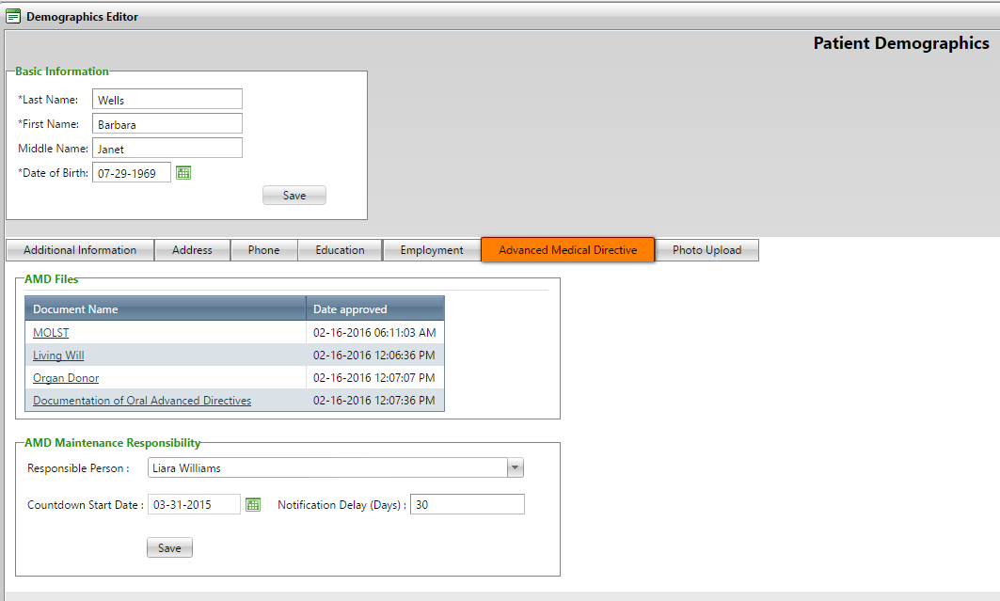 Demographics Editor
Patient Demographics
Basic Information
*Last Name: Wells
*First Name: Barbara
Middle Name: Janet
*Date of Birth: 07-29-1969
Save
Additional Information Address Phone Education Employment Advanced Medical Directive Photo Upload
AMD Files
Document Name Date approved
MOLST 02-16-2016 06:11:03 AM
Living Will 02-16-2016 12:06:36 PM
Organ Donor 02-16-2016 12:07:07 PM
Documentation of Oral Advanced Directives 02-16-2016 12:07:36 PM
AMD Maintenance Responsibility
Responsible Person : Liara Williams
Countdown Start Date : 03-31-2015 Notification Delay (Days) : 30
Save